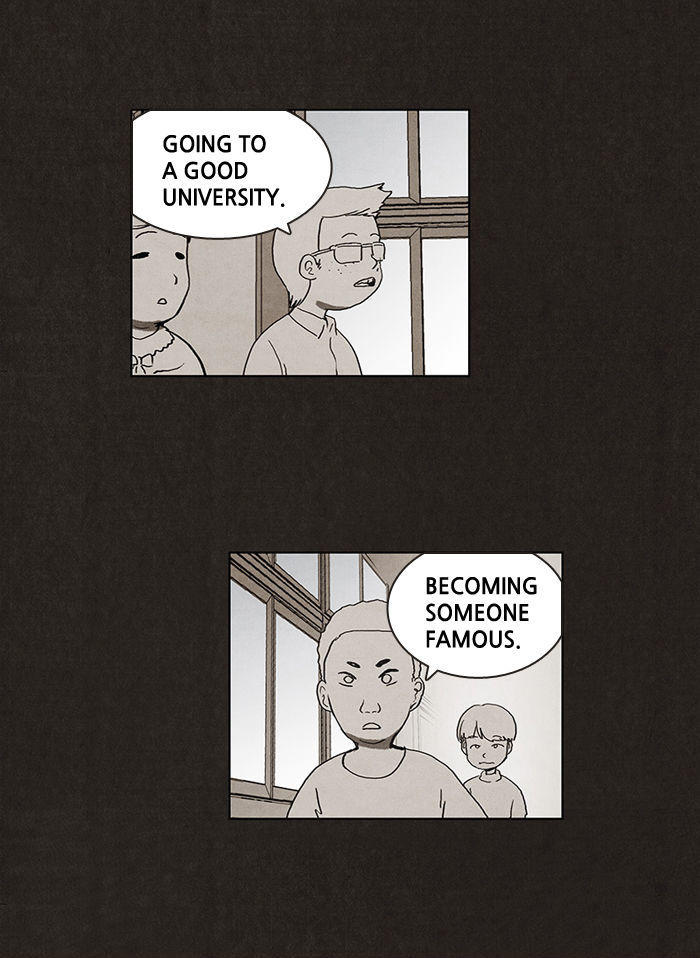 GOING TO
A GOOD
UNIVERSITY.
BECOMING
SOMEONE
FAMOUS.